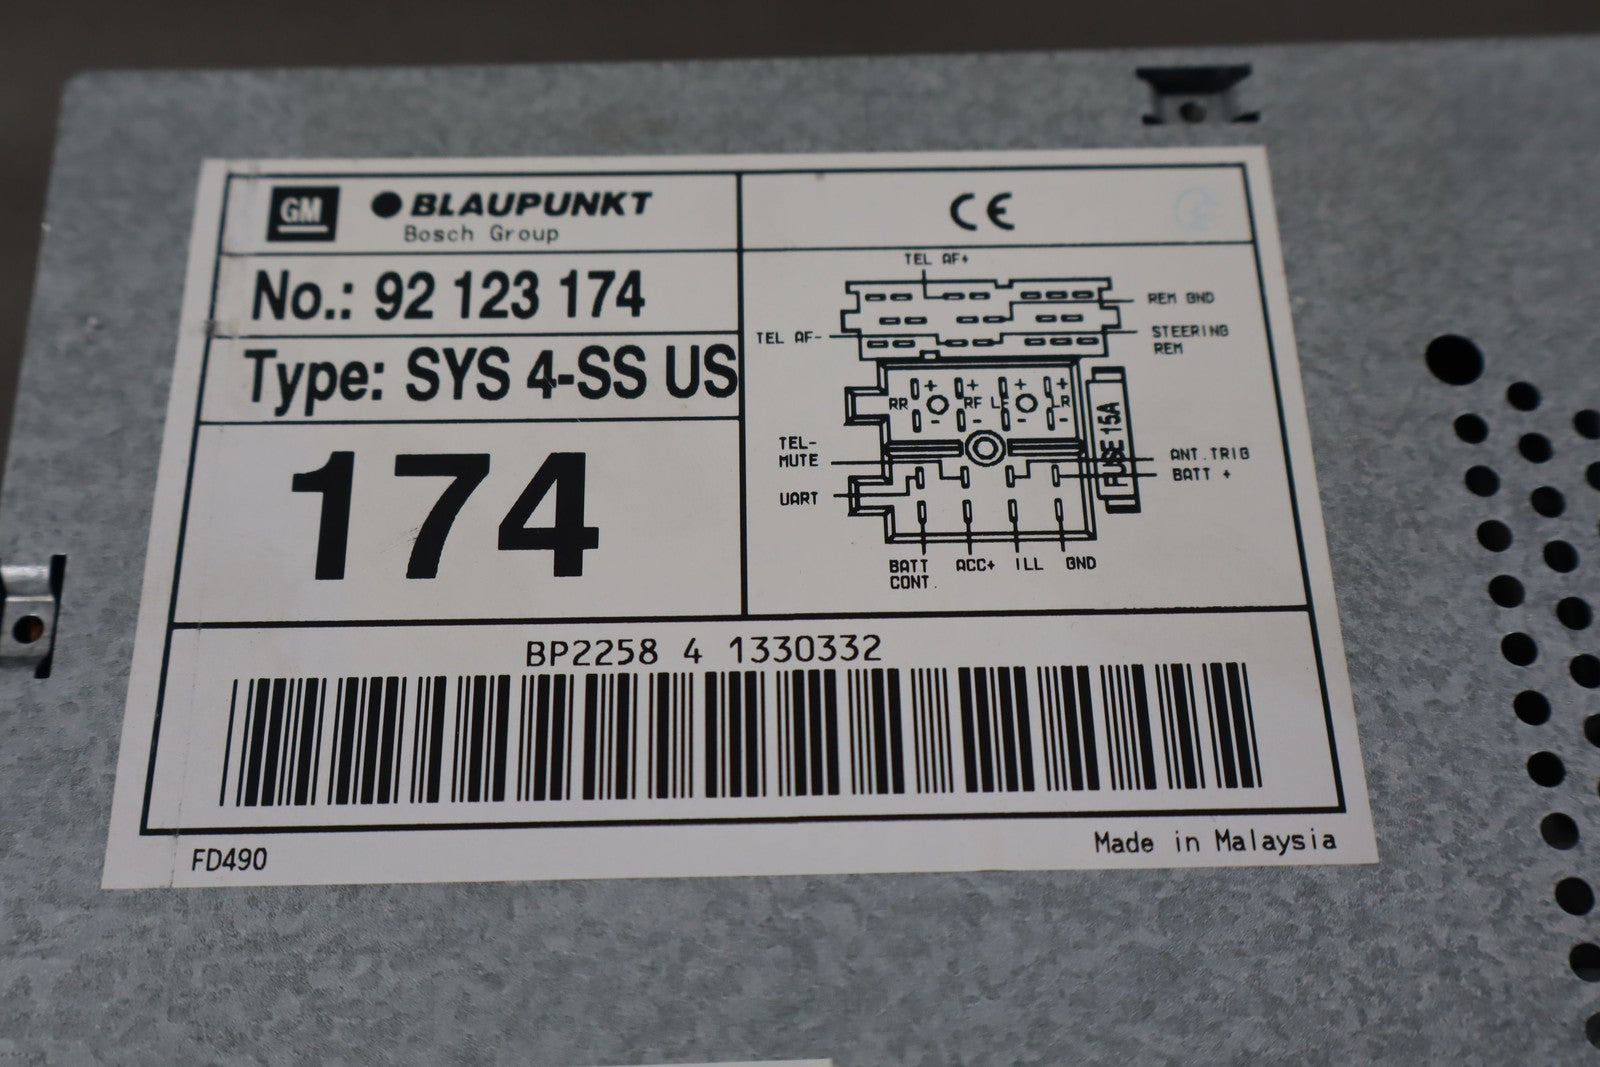 GM
BLAUPUNKT
Bosch Group
CE
No.: 92 123 174
Type: SYS 4-SS US
174
TEL AF+
REM GND
TEL AF-
STEERING
REM
RR + - RF + - LF + - LR + -
FUSE 15A
TEL-
MUTE
ANT.TRIG
BATT +
UART
BATT
CONT.
ACC+
ILL
GND
BP2258 4 1330332
FD490
Made in Malaysia